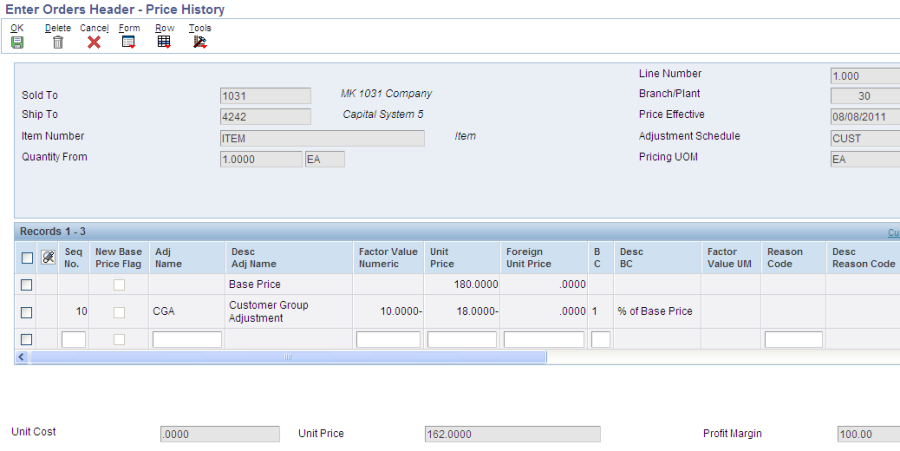 Enter Orders Header - Price History
OK Delete Cancel Form Row Tools
Line Number 1.000
Sold To 1031 MK 1031 Company Branch/Plant 30
Ship To 4242 Capital System 5 Price Effective 08/08/2011
Item Number ITEM Item Adjustment Schedule CUST
Quantity From 1.0000 EA Pricing UOM EA
Records 1 - 3 Cu
Seq No. New Base Price Flag Adj Name Desc Adj Name Factor Value Numeric Unit Price Foreign Unit Price B C Desc BC Factor Value UM Reason Code Desc Reason Code
Base Price 180.0000 .0000
10 CGA Customer Group Adjustment 10.0000- 18.0000- .0000 1 % of Base Price
Unit Cost .0000 Unit Price 162.0000 Profit Margin 100.00